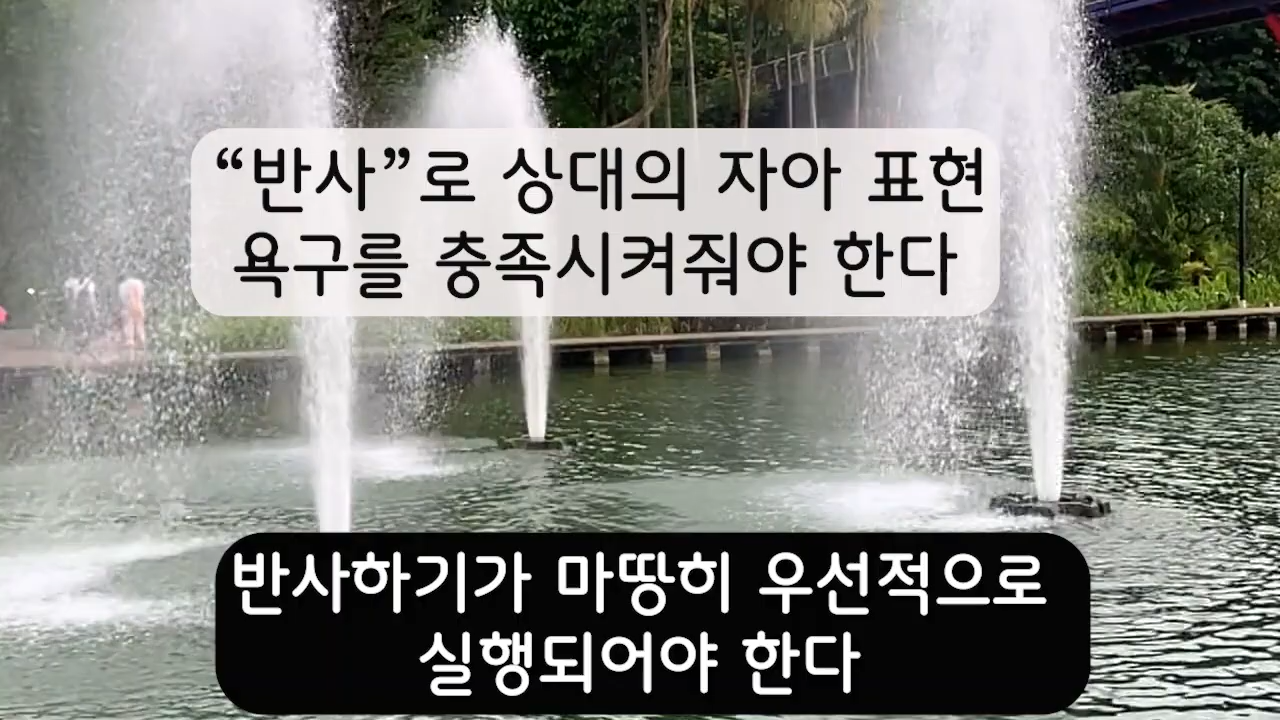 “반사”로 상대의 자아 표현
욕구를 충족시켜줘야 한다
반사하기가 마땅히 우선적으로
실행되어야 한다